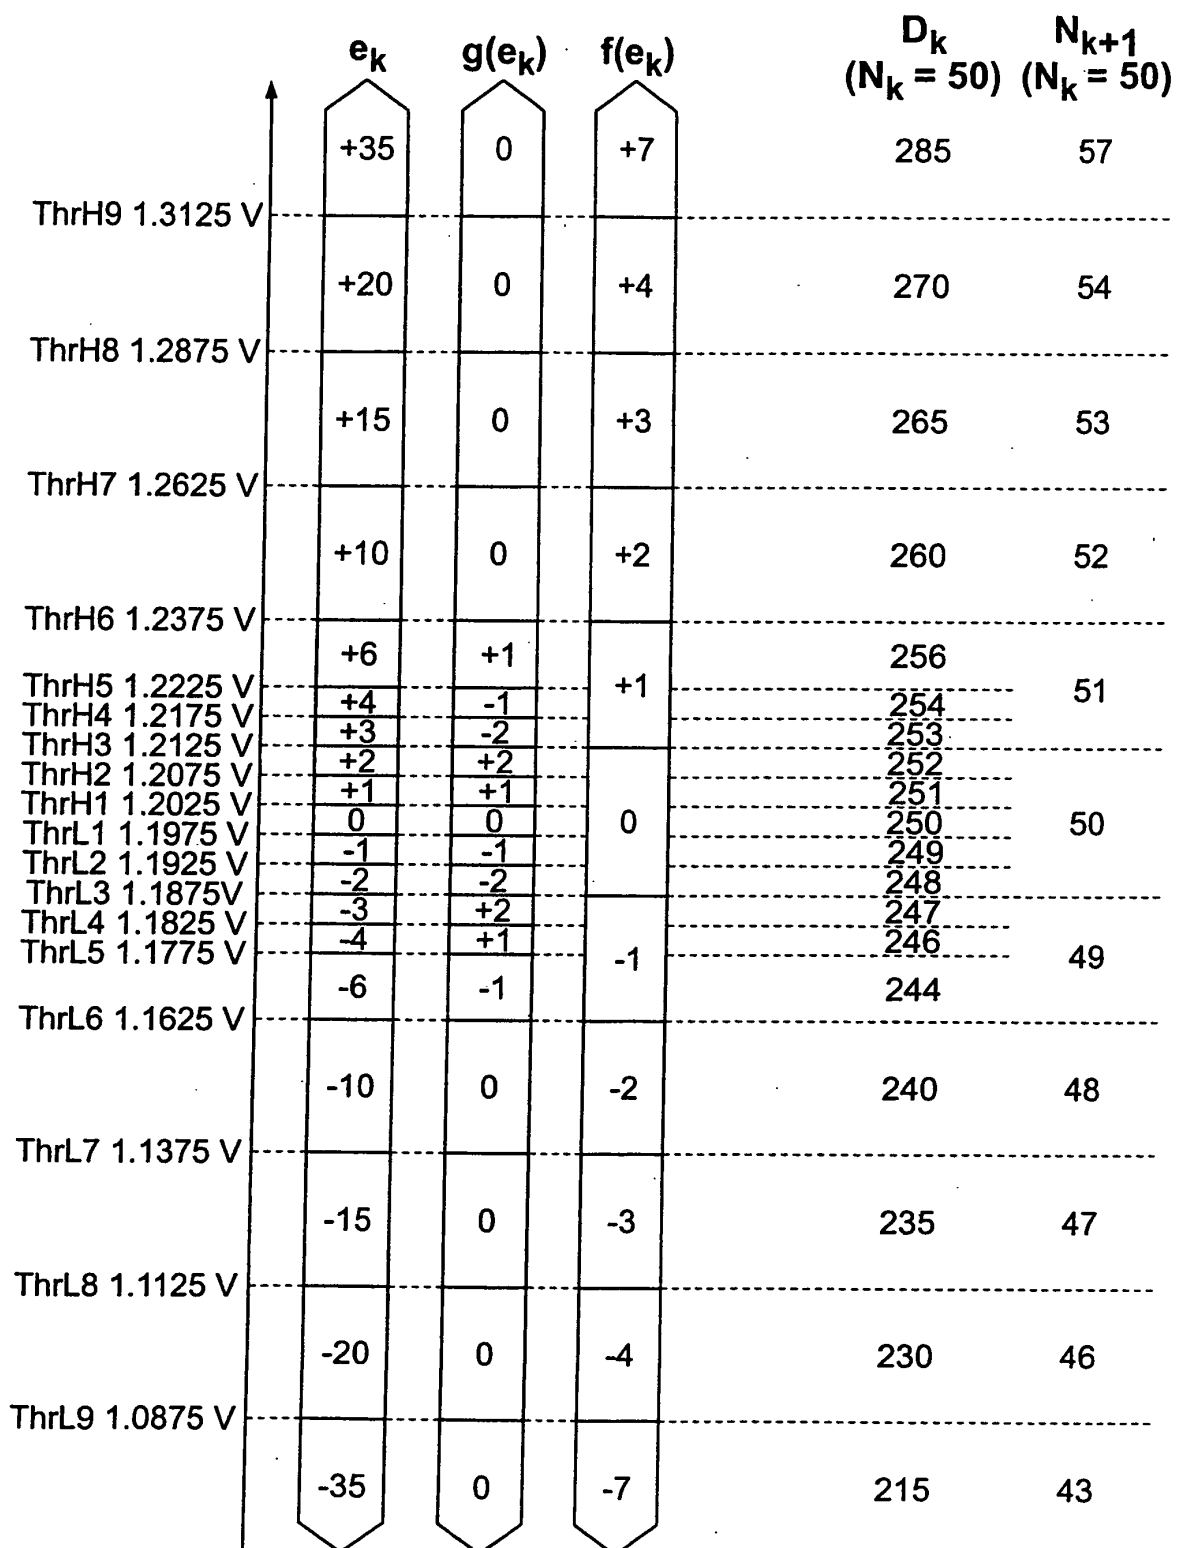 e_k g(e_k) f(e_k) D_k (N_k = 50) N_{k+1} (N_k = 50)
+35 0 +7 285 57
ThrH9 1.3125 V
+20 0 +4 270 54
ThrH8 1.2875 V
+15 0 +3 265 53
ThrH7 1.2625 V
+10 0 +2 260 52
ThrH6 1.2375 V
+6 +1 256
ThrH5 1.2225 V
+1 51
+4 -1 254
ThrH4 1.2175 V
+3 -2 253
ThrH3 1.2125 V
+2 +2 252
ThrH2 1.2075 V
+1 +1 251
ThrH1 1.2025 V
0 0 0 250 50
ThrL1 1.1975 V
-1 -1 249
ThrL2 1.1925 V
-2 -2 248
ThrL3 1.1875V
-3 +2 247
ThrL4 1.1825 V
-4 +1 246
ThrL5 1.1775 V
-1 49
-6 -1 244
ThrL6 1.1625 V
-10 0 -2 240 48
ThrL7 1.1375 V
-15 0 -3 235 47
ThrL8 1.1125 V
-20 0 -4 230 46
ThrL9 1.0875 V
-35 0 -7 215 43